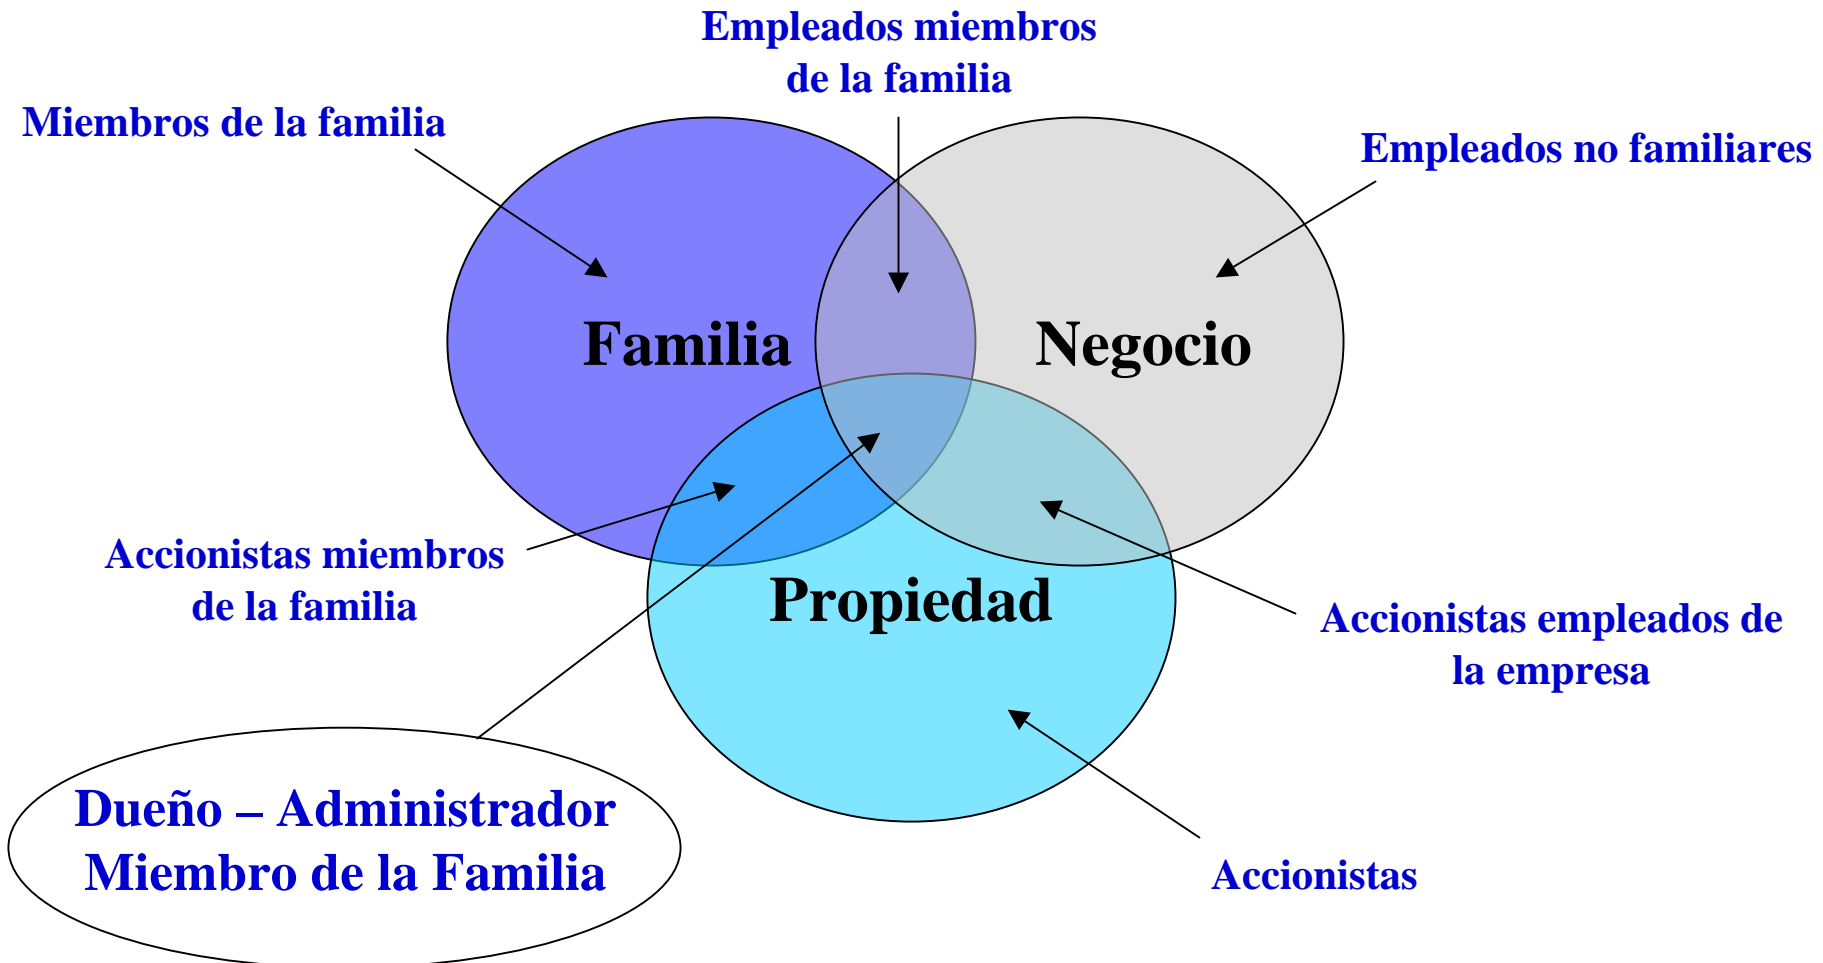 Empleados miembros
de la familia
Miembros de la familia
Empleados no familiares
Familia
Negocio
Accionistas miembros
de la familia
Propiedad
Accionistas empleados de
la empresa
Dueño – Administrador
Miembro de la Familia
Accionistas